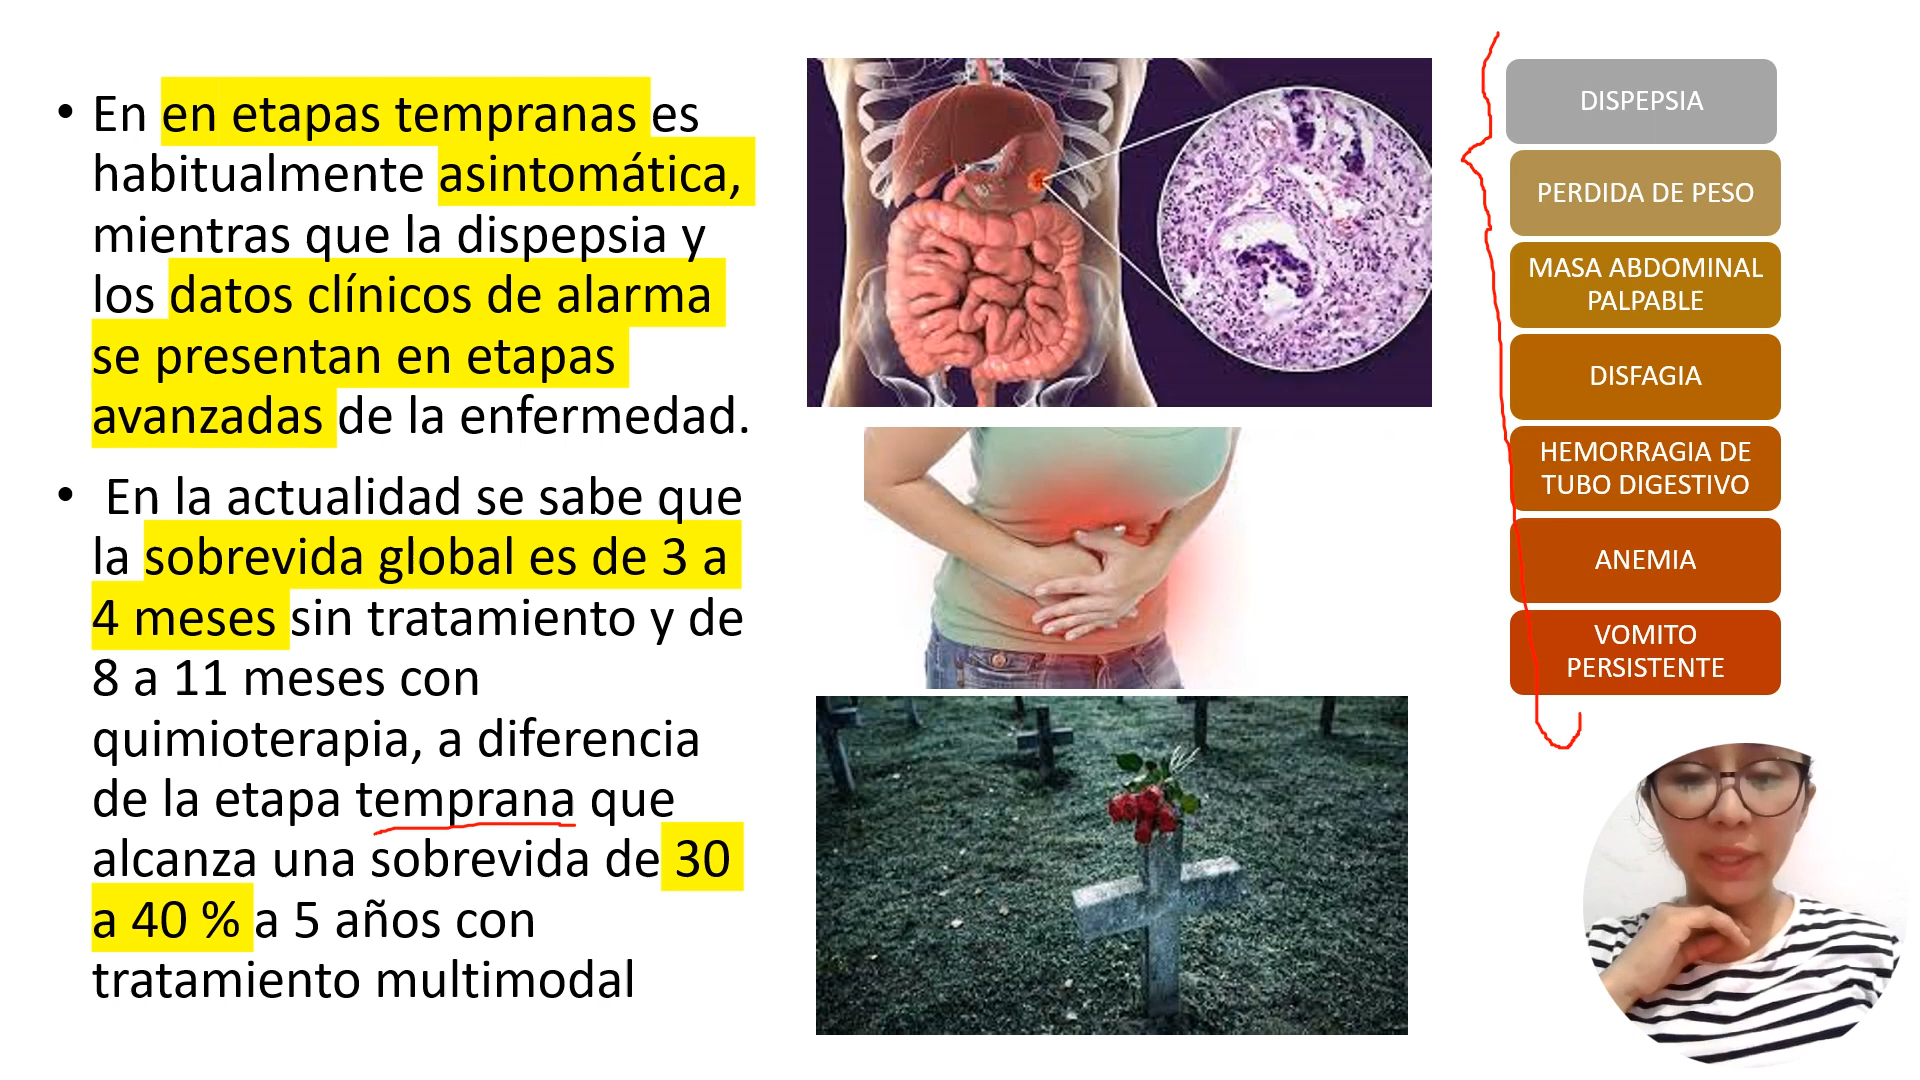 • En en etapas tempranas es
habitualmente asintomática,
mientras que la dispepsia y
los datos clínicos de alarma
se presentan en etapas
avanzadas de la enfermedad.
• En la actualidad se sabe que
la sobrevida global es de 3 a
4 meses sin tratamiento y de
8 a 11 meses con
quimioterapia, a diferencia
de la etapa temprana que
alcanza una sobrevida de 30
a 40 % a 5 años con
tratamiento multimodal
DISPEPSIA
PERDIDA DE PESO
MASA ABDOMINAL
PALPABLE
DISFAGIA
HEMORRAGIA DE
TUBO DIGESTIVO
ANEMIA
VOMITO
PERSISTENTE